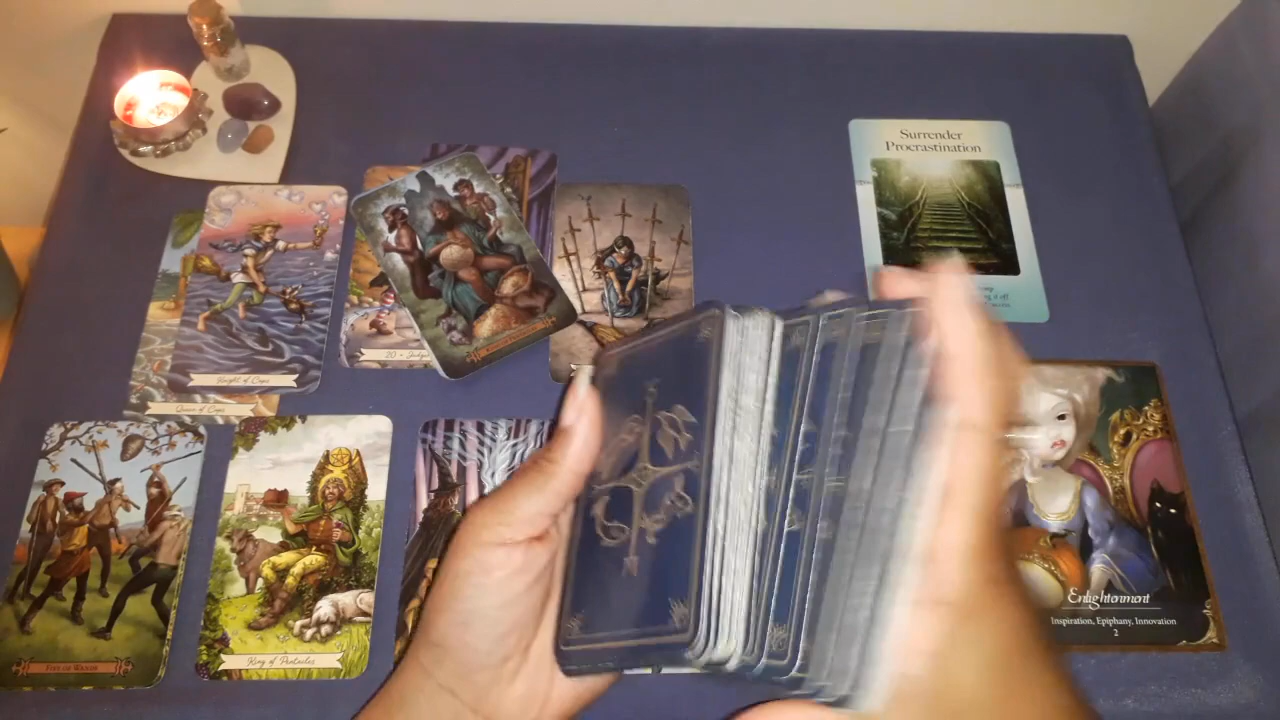 Surrender
Procrastination
Knight of Cups
Queen of Cups
20 - Judg
Five of Wands
King of Pentacles
Enlightenment
Inspiration, Epiphany, Innovation
2